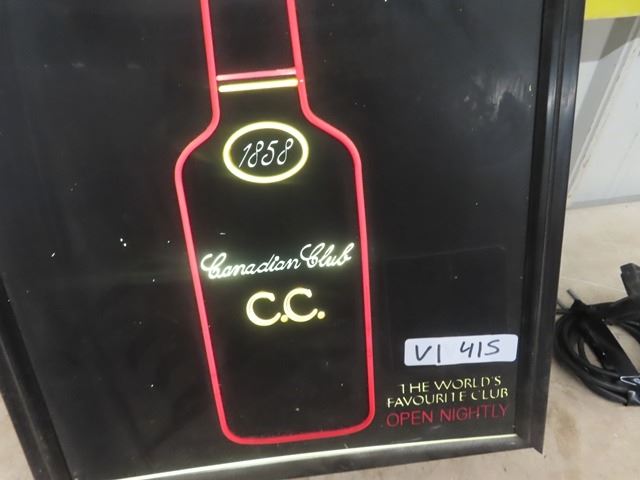 1858
Canadian Club
C.C.
VI 415
THE WORLD'S
FAVOURITE CLUB
OPEN NIGHTLY